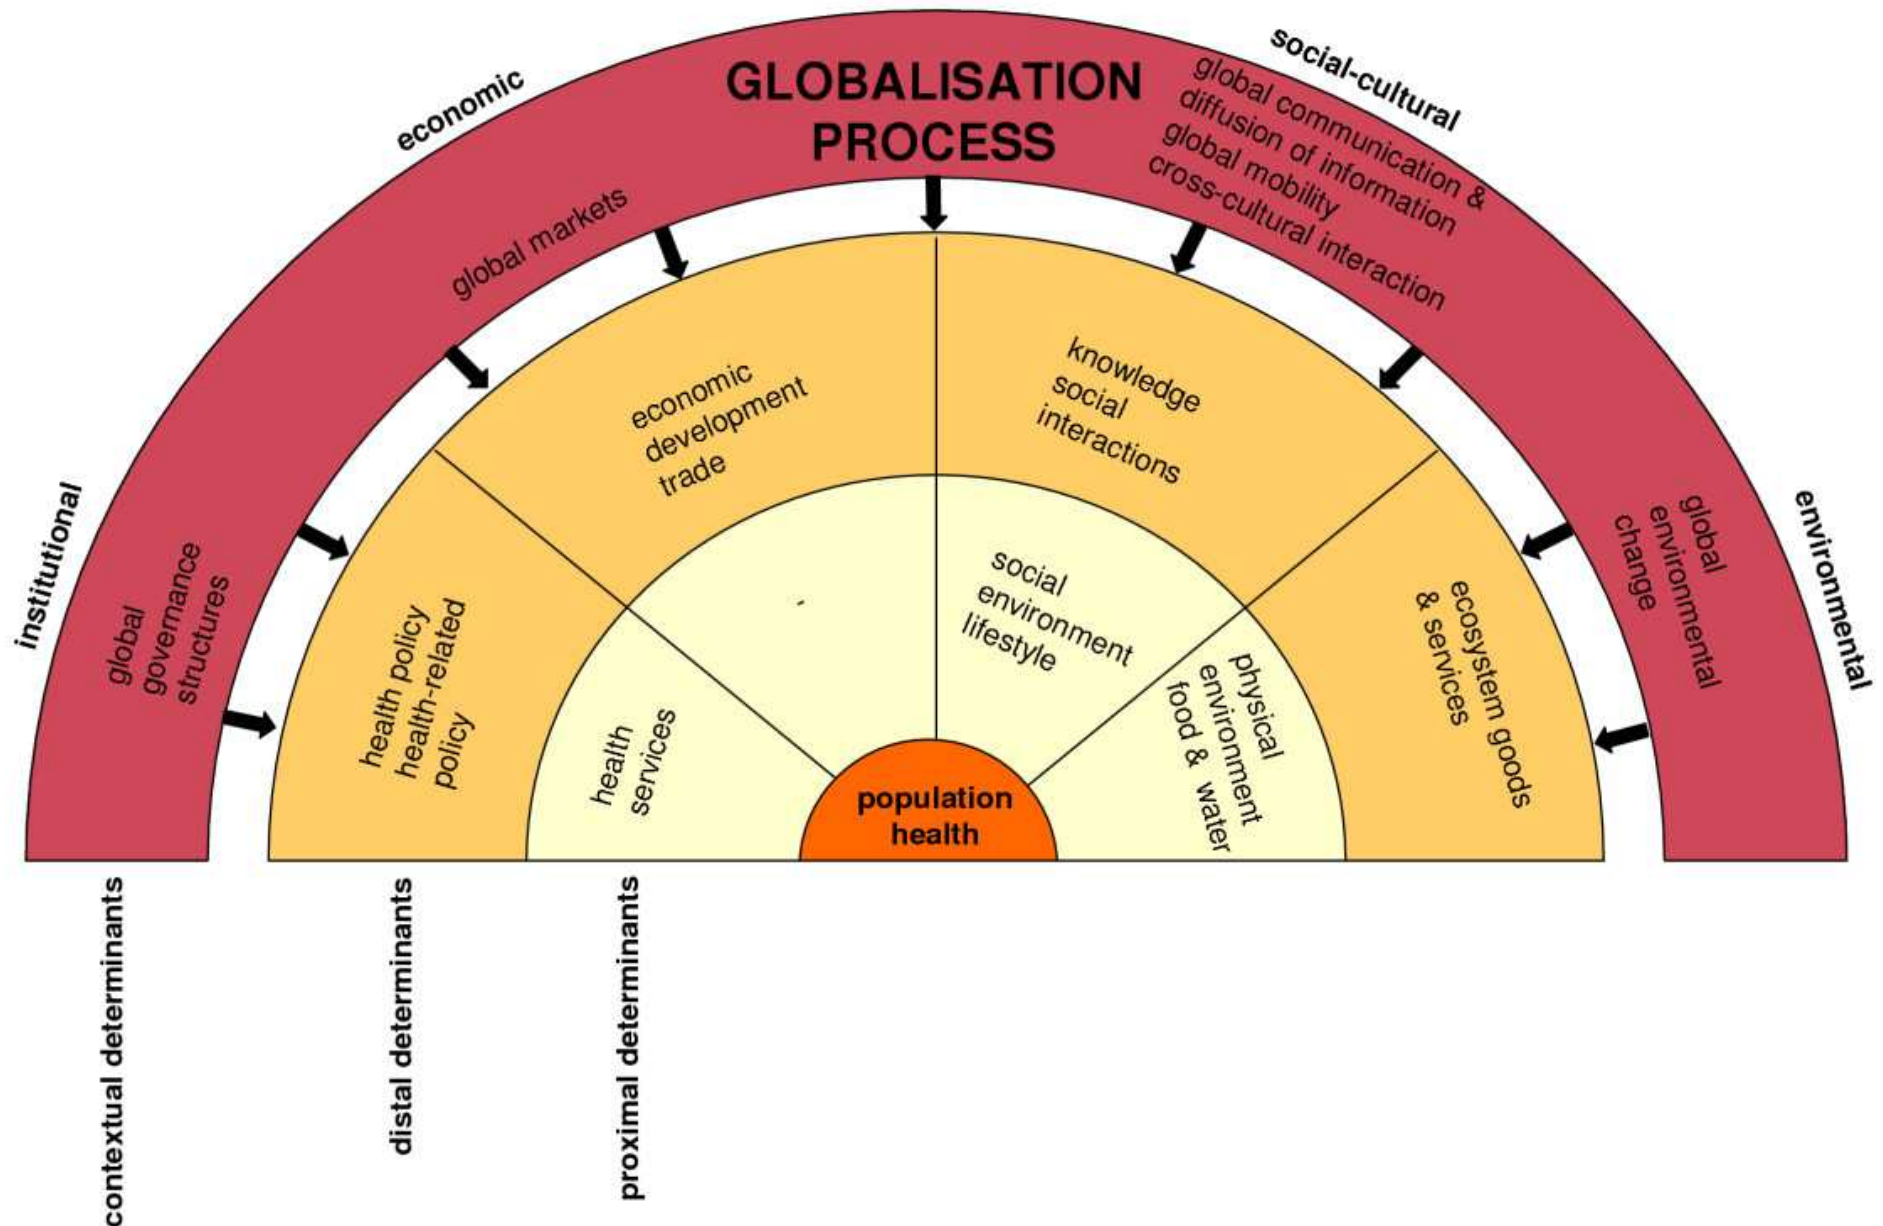 GLOBALISATION
PROCESS
institutional
economic
social-cultural
environmental
global
governance
structures
global markets
global communication &
diffusion of information
global mobility
cross-cultural interaction
global
environmental
change
health policy
health-related
policy
economic
development
trade
knowledge
social
interactions
ecosystem goods
& services
health
services
-
social
environment
lifestyle
physical
environment
food & water
population
health
contextual determinants
distal determinants
proximal determinants